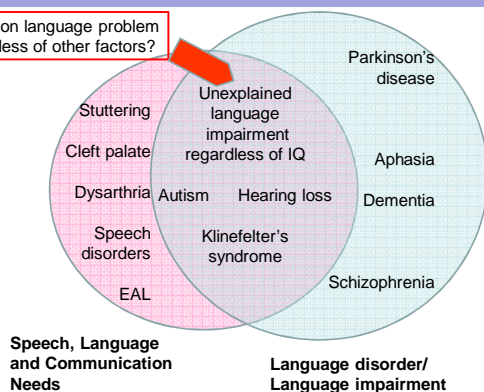 on language problem
less of other factors?
Parkinson's
disease
Unexplained
language
impairment
regardless of IQ
Stuttering
Cleft palate
Aphasia
Dysarthria
Autism
Hearing loss
Dementia
Speech
disorders
Klinefelter's
syndrome
Schizophrenia
EAL
Speech, Language
and Communication
Needs
Language disorder/
Language impairment